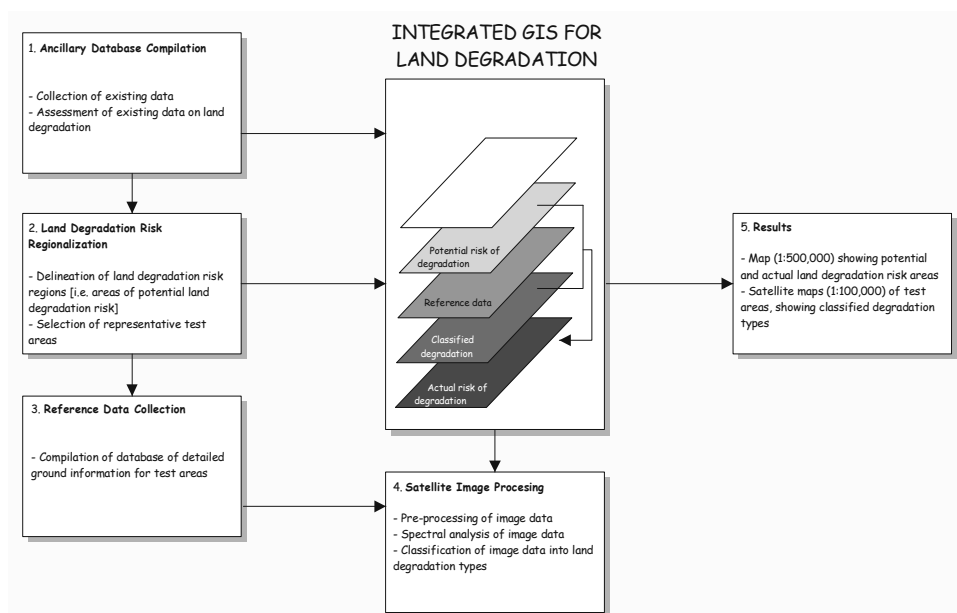 INTEGRATED GIS FOR
LAND DEGRADATION
1. Ancillary Database Compilation
- Collection of existing data
- Assessment of existing data on land
degradation
2. Land Degradation Risk
Regionalization
- Delineation of land degradation risk
regions [i.e. areas of potential land
degradation risk]
- Selection of representative test
areas
3. Reference Data Collection
- Compilation of database of detailed
ground information for test areas
Potential risk of
degradation
Reference data
Classified
degradation
Actual risk of
degradation
4. Satellite Image Procesing
- Pre-processing of image data
- Spectral analysis of image data
- Classification of image data into land
degradation types
5. Results
- Map (1:500,000) showing potential
and actual land degradation risk areas
- Satellite maps (1:100,000) of test
areas, showing classified degradation
types